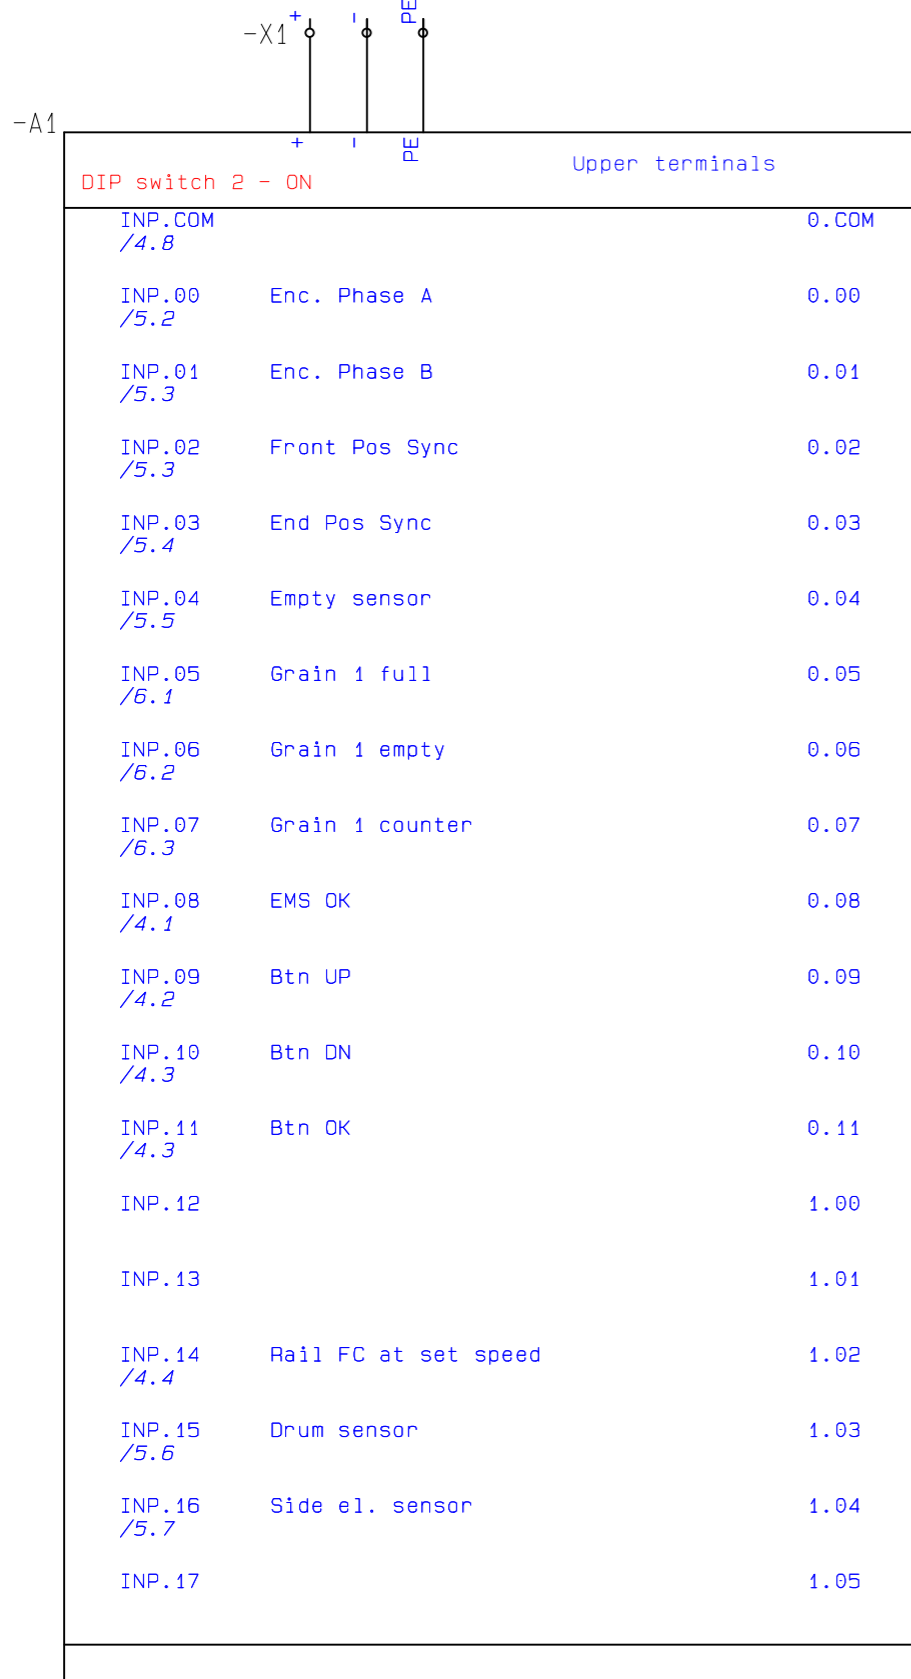 + - PE
-X1
-A1
+ - PE
Upper terminals
DIP switch 2 - ON
INP.COM 0.COM
/4.8
INP.00 Enc. Phase A 0.00
/5.2
INP.01 Enc. Phase B 0.01
/5.3
INP.02 Front Pos Sync 0.02
/5.3
INP.03 End Pos Sync 0.03
/5.4
INP.04 Empty sensor 0.04
/5.5
INP.05 Grain 1 full 0.05
/6.1
INP.06 Grain 1 empty 0.06
/6.2
INP.07 Grain 1 counter 0.07
/6.3
INP.08 EMS OK 0.08
/4.1
INP.09 Btn UP 0.09
/4.2
INP.10 Btn DN 0.10
/4.3
INP.11 Btn OK 0.11
/4.3
INP.12 1.00
INP.13 1.01
INP.14 Rail FC at set speed 1.02
/4.4
INP.15 Drum sensor 1.03
/5.6
INP.16 Side el. sensor 1.04
/5.7
INP.17 1.05